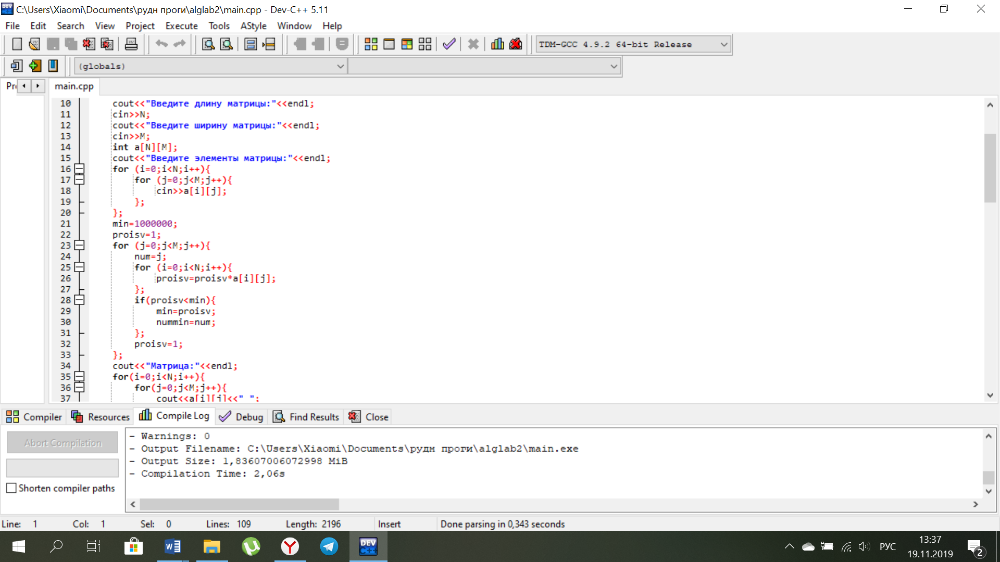 C:\Users\Xiaomi\Documents\рудн проги\alglab2\main.cpp - Dev-C++ 5.11
File Edit Search View Project Execute Tools AStyle Window Help
TDM-GCC 4.9.2 64-bit Release
(globals)
main.cpp
10 cout<<"Введите длину матрицы:"<<endl;
11 cin>>N;
12 cout<<"Введите ширину матрицы:"<<endl;
13 cin>>M;
14 int a[N][M];
15 cout<<"Введите элементы матрицы:"<<endl;
16 for (i=0;i<N;i++){
17 for (j=0;j<M;j++){
18 cin>>a[i][j];
19 };
20 };
21 min=1000000;
22 proisv=1;
23 for (j=0;j<M;j++){
24 num=j;
25 for (i=0;i<N;i++){
26 proisv=proisv*a[i][j];
27 };
28 if(proisv<min){
29 min=proisv;
30 nummin=num;
31 };
32 proisv=1;
33 };
34 cout<<"Матрица:"<<endl;
35 for(i=0;i<N;i++){
36 for(j=0;j<M;j++){
37 cout<<a[i][j]<<" ";
Compiler Resources Compile Log Debug Find Results Close
Abort Compilation
Shorten compiler paths
- Warnings: 0
- Output Filename: C:\Users\Xiaomi\Documents\рудн проги\alglab2\main.exe
- Output Size: 1,83607006072998 MiB
- Compilation Time: 2,06s
Line: 1 Col: 1 Sel: 0 Lines: 109 Length: 2196 Insert Done parsing in 0,343 seconds
DEV C++
РУС
13:37
19.11.2019
2